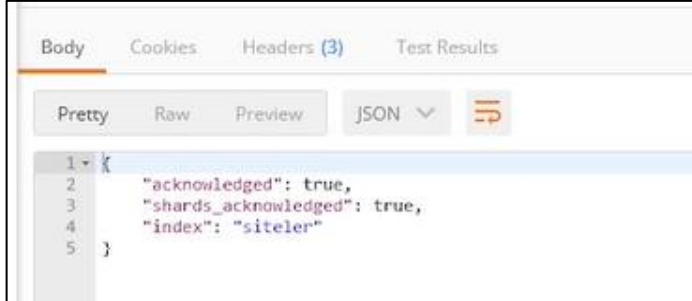 Body Cookies Headers (3) Test Results
Pretty Raw Preview JSON
1 {
2 "acknowledged": true,
3 "shards_acknowledged": true,
4 "index": "siteler"
5 }